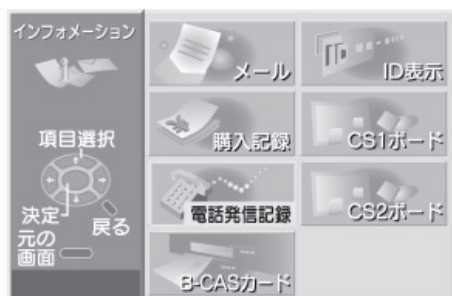 インフォメーション
項目選択
決定
戻る
元の
画面
メール
ID表示
購入記録
CS1ボード
電話発信記録
CS2ボード
B-CASカード